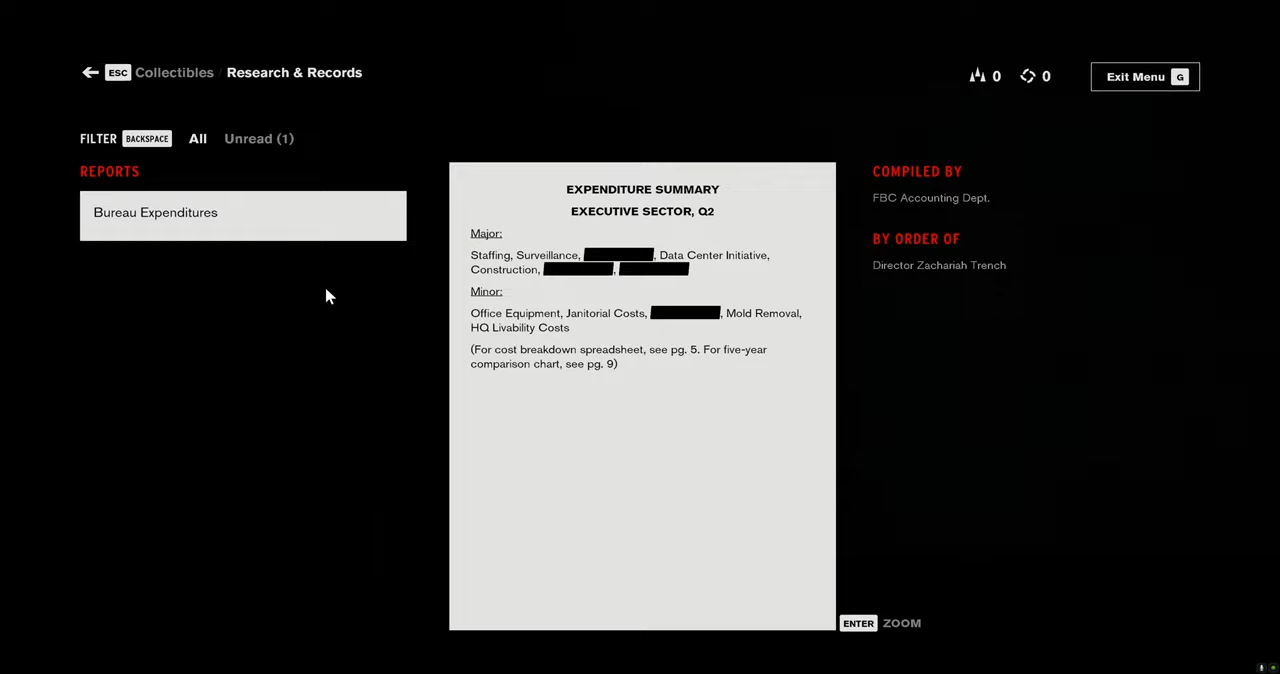 ESC Collectibles / Research & Records
0 0 Exit Menu G
FILTER BACKSPACE All Unread (1)
REPORTS
Bureau Expenditures
EXPENDITURE SUMMARY
EXECUTIVE SECTOR, Q2
Major:
Staffing, Surveillance, , Data Center Initiative,
Construction, ,
Minor:
Office Equipment, Janitorial Costs, , Mold Removal,
HQ Livability Costs
(For cost breakdown spreadsheet, see pg. 5. For five-year
comparison chart, see pg. 9)
COMPILED BY
FBC Accounting Dept.
BY ORDER OF
Director Zachariah Trench
ENTER ZOOM